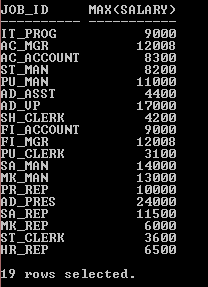 JOB_ID MAX(SALARY)
---------- -----------
IT_PROG 9000
AC_MGR 12008
AC_ACCOUNT 8300
ST_MAN 8200
PU_MAN 11000
AD_ASST 4400
AD_VP 17000
SH_CLERK 4200
FI_ACCOUNT 9000
FI_MGR 12008
PU_CLERK 3100
SA_MAN 14000
MK_MAN 13000
PR_REP 10000
AD_PRES 24000
SA_REP 11500
MK_REP 6000
ST_CLERK 3600
HR_REP 6500
19 rows selected.